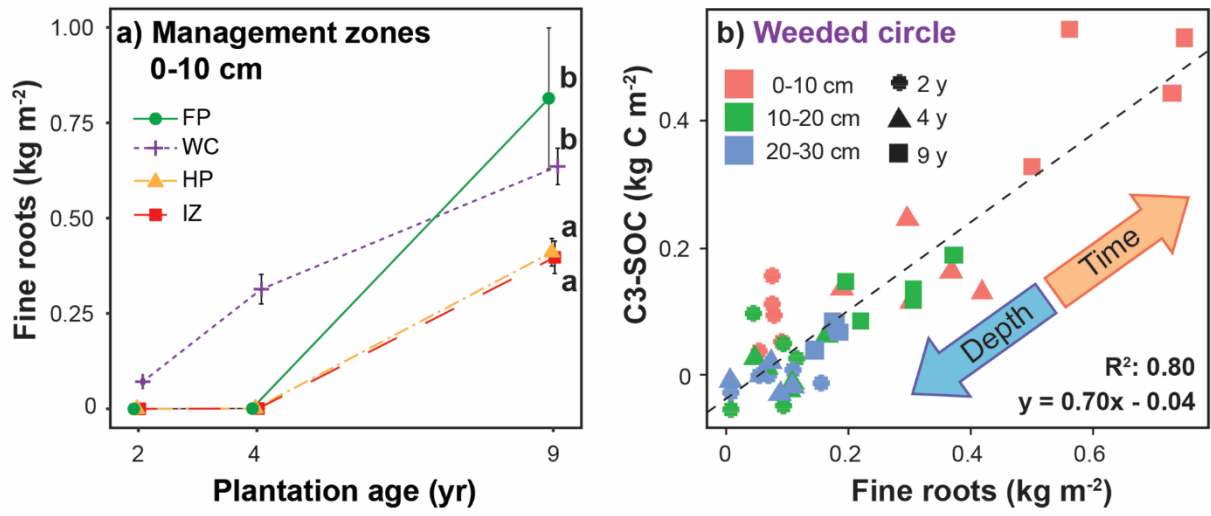 a) Management zones
0-10 cm
FP
WC
HP
IZ
b
b
a
a
1.00
0.75
0.50
0.25
0
Fine roots (kg m⁻²)
2
4
9
Plantation age (yr)
b) Weeded circle
0-10 cm
10-20 cm
20-30 cm
2 y
4 y
9 y
Time
Depth
R²: 0.80
y = 0.70x - 0.04
0.4
0.2
0
C3-SOC (kg C m⁻²)
0
0.2
0.4
0.6
Fine roots (kg m⁻²)